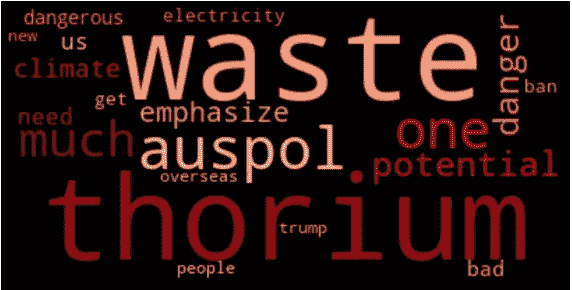 dangerous electricity
new us waste
climate danger
get ban
need emphasize
much auspol one
potential
overseas
thorium
trump
people bad